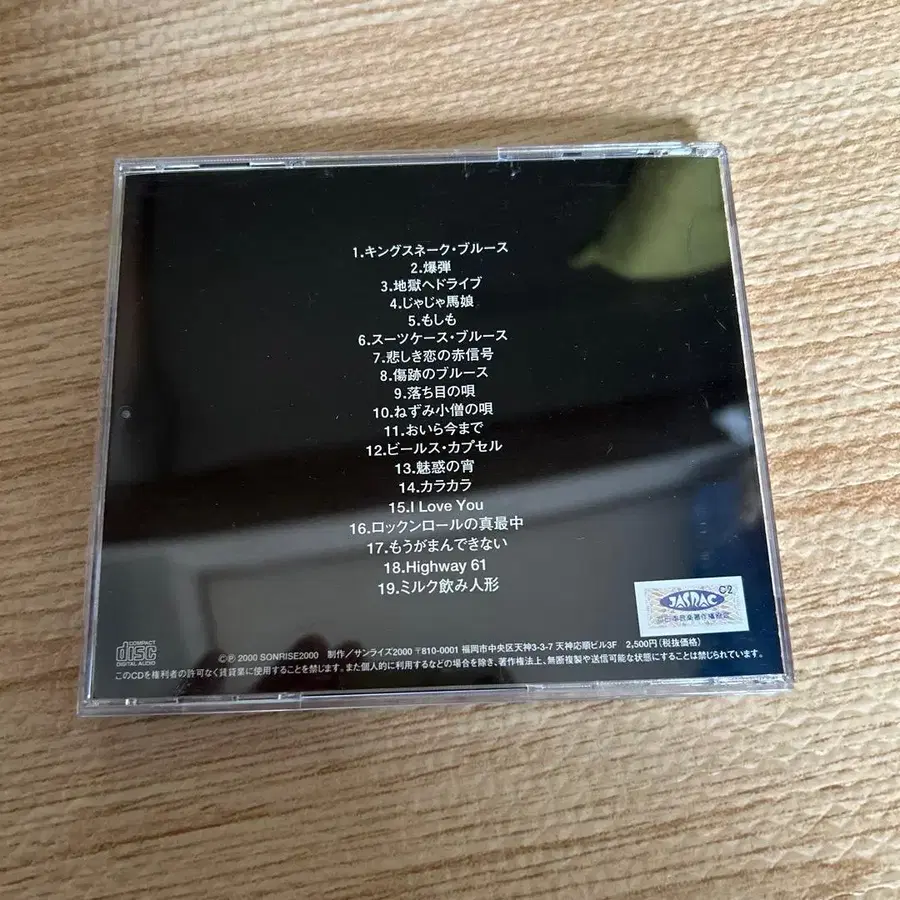 1.キングスネーク・ブルース
2.爆弾
3.地獄へドライブ
4.じゃじゃ馬娘
5.もしも
6.スーツケース・ブルース
7.悲しき恋の赤信号
8.傷跡のブルース
9.落ち目の唄
10.ねずみ小僧の唄
11.おいら今まで
12.ビールス・カプセル
13.魅惑の宵
14.カラカラ
15.I Love You
16.ロックンロールの真最中
17.もうがまんできない
18.Highway 61
19.ミルク飲み人形
C2
JASRAC
COMPACT
disc
DIGITAL AUDIO
©℗ 2000 SONRISE2000 制作／サンライズ2000 〒810-0001 福岡市中央区天神3-3-7 天神応順ビル3F 2,500円(税抜価格)
このCDを権利者の許可なく賃貸業に使用することを禁じます。また個人的に利用するなどの場合を除き、著作権法上、無断複製や送信可能な状態にすることは禁じられています。